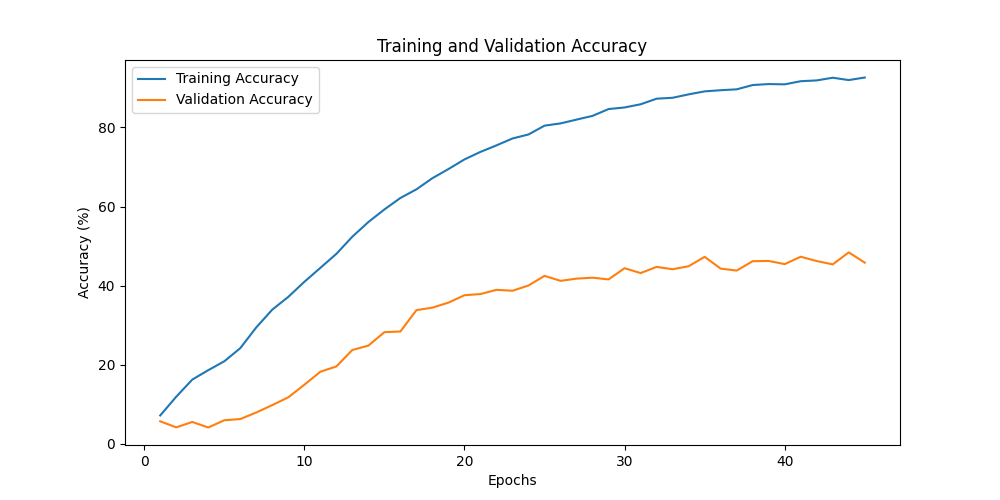 Training and Validation Accuracy
Training Accuracy
Validation Accuracy
Accuracy (%)
80
60
40
20
0
0 10 20 30 40
Epochs